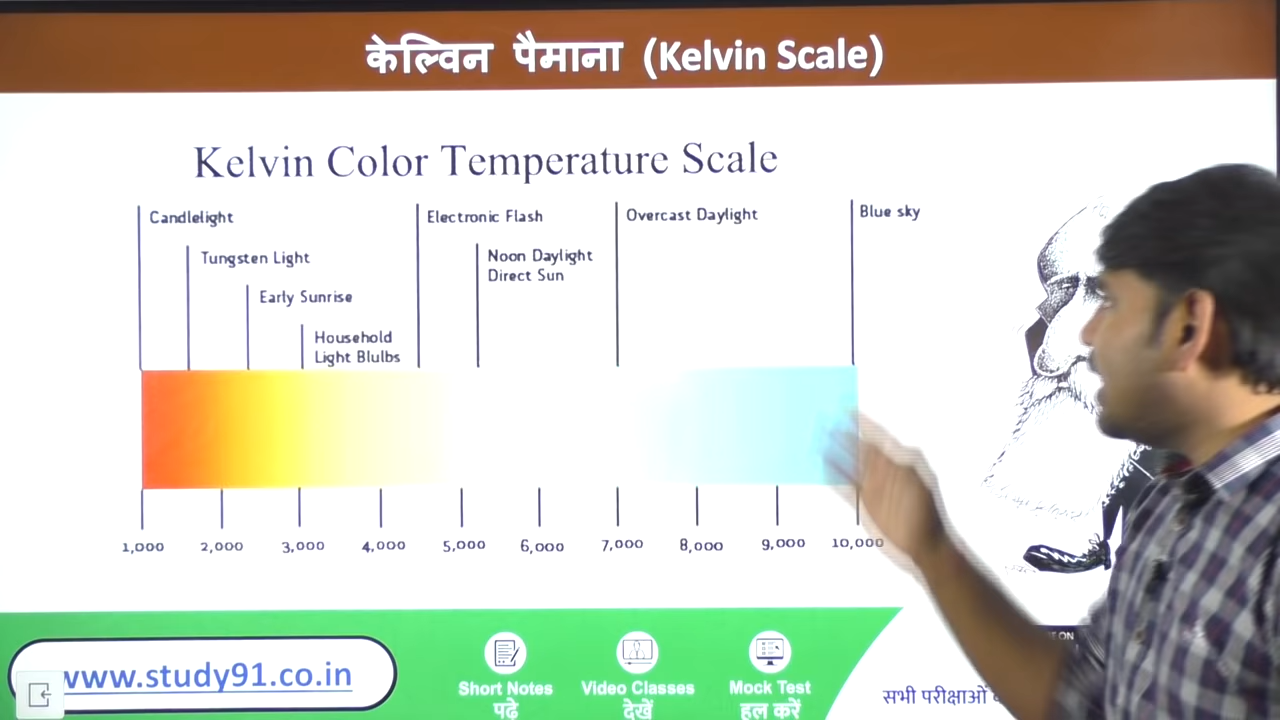 केल्विन पैमाना (Kelvin Scale)
Kelvin Color Temperature Scale
Candlelight
Tungsten Light
Early Sunrise
Household
Light Blulbs
Electronic Flash
Noon Daylight
Direct Sun
Overcast Daylight
Blue sky
1,000 2,000 3,000 4,000 5,000 6,000 7,000 8,000 9,000 10,000
www.study91.co.in
Short Notes
पढ़े
Video Classes
देखें
Mock Test
हल करें
सभी परीक्षाओं
ON